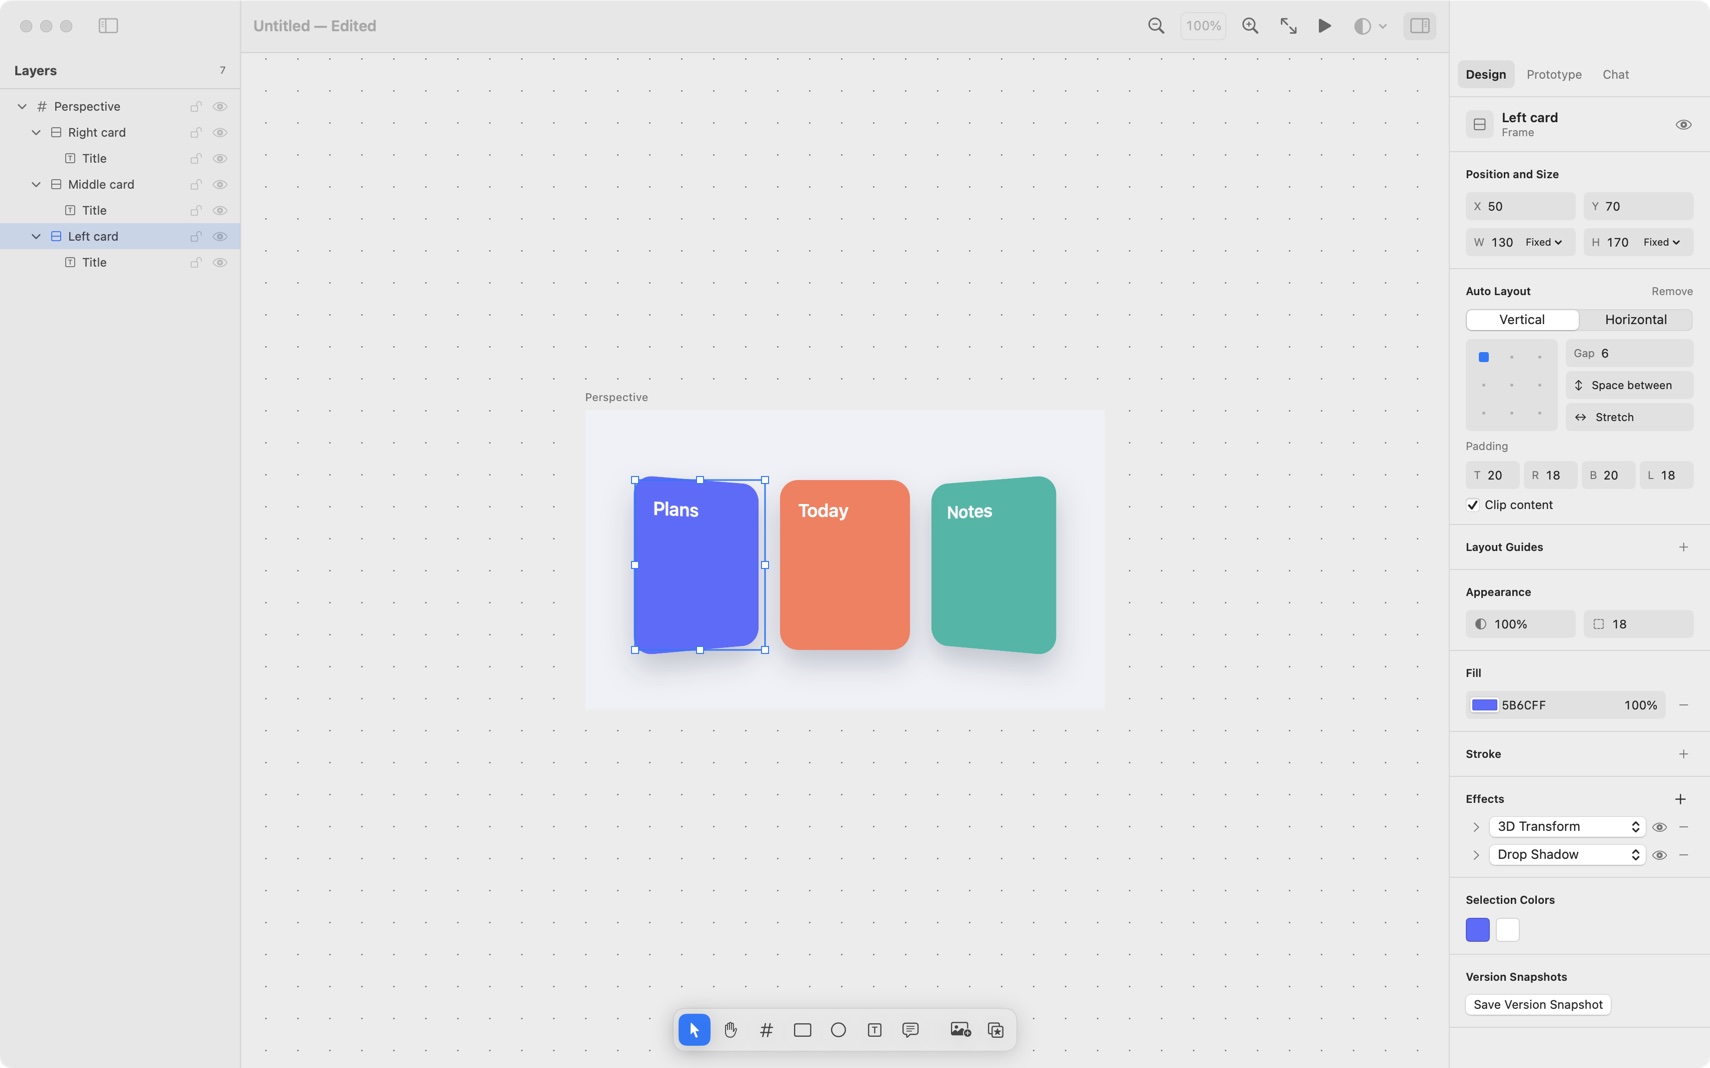 Untitled — Edited
100%
Layers
7
Perspective
Right card
Title
Middle card
Title
Left card
Title
Perspective
Plans
Today
Notes
Design
Prototype
Chat
Left card
Frame
Position and Size
X 50
Y 70
W 130 Fixed
H 170 Fixed
Auto Layout
Remove
Vertical
Horizontal
Gap 6
Space between
Stretch
Padding
T 20
R 18
B 20
L 18
Clip content
Layout Guides
Appearance
100%
18
Fill
5B6CFF
100%
Stroke
Effects
3D Transform
Drop Shadow
Selection Colors
Version Snapshots
Save Version Snapshot